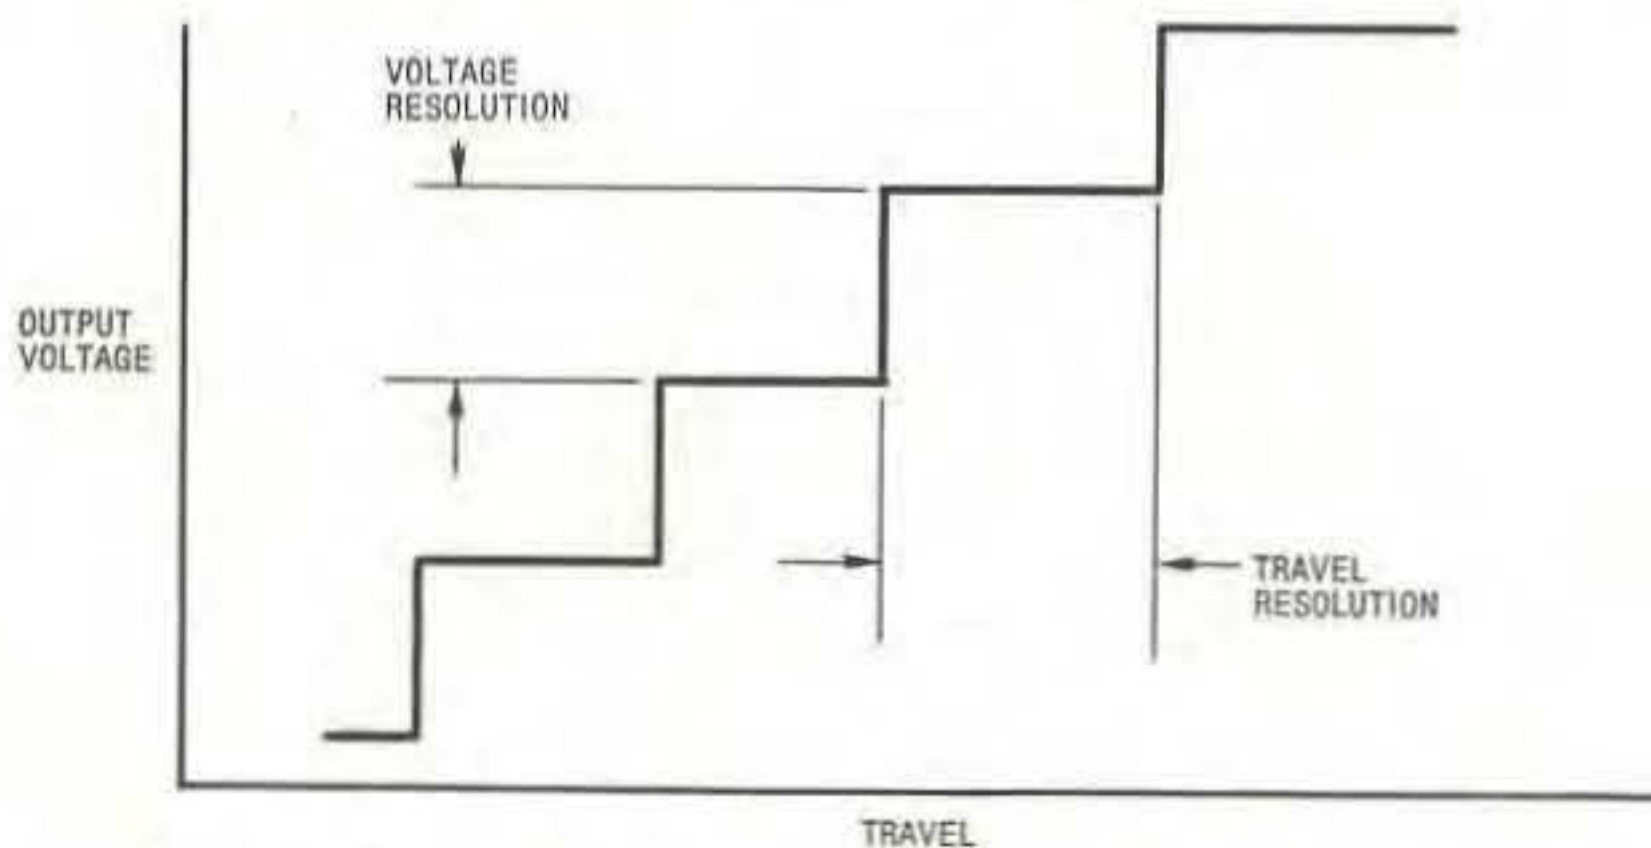 VOLTAGE
RESOLUTION
OUTPUT
VOLTAGE
TRAVEL
RESOLUTION
TRAVEL